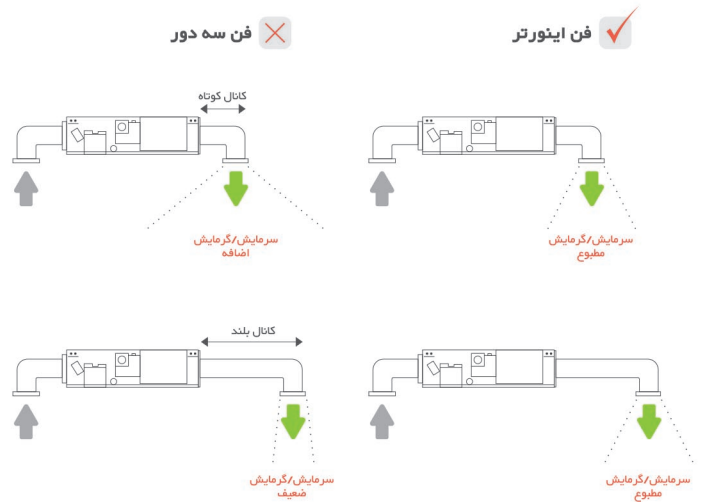 فن اینورتر
فن سه دور
کانال کوتاه
سرمایش/گرمایش
مطبوع
سرمایش/گرمایش
اضافه
کانال بلند
سرمایش/گرمایش
مطبوع
سرمایش/گرمایش
ضعیف